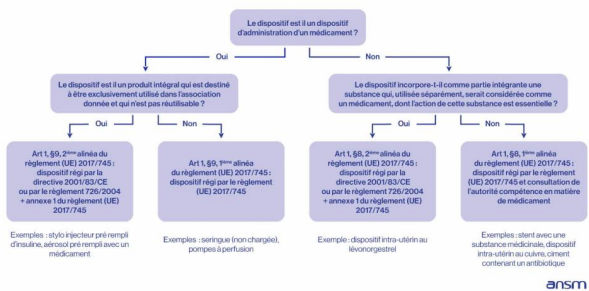 Le dispositif est il un dispositif
d'administration d'un médicament ?
Oui
Non
Le dispositif est il un produit intégral qui est destiné
à être exclusivement utilisé dans l'association
donnée et qui n'est pas réutilisable ?
Le dispositif incorpore-t-il comme partie intégrante
une substance qui, utilisée séparément, serait considérée comme
un médicament, dont l'action de cette substance est essentielle ?
Oui
Non
Oui
Non
Art 1, §9, 2ième alinéa du
règlement (UE) 2017/745 :
dispositif régi par la
directive 2001/83/CE
ou par le règlement 726/2004
+ annexe 1 du règlement (UE)
2017/745
Art 1, §9, 1ième alinéa
du règlement (UE) 2017/745 :
dispositif régi par le règlement
(UE) 2017/745
Art 1, §8, 2ième alinéa du
règlement (UE) 2017/745 :
dispositif régi par la
directive 2001/83/CE
ou par le règlement 726/2004
+ annexe 1 du règlement (UE)
2017/745
Art 1, §8, 1ième alinéa
du règlement (UE) 2017/745 :
dispositif régi par le règlement
(UE) 2017/745 et consultation de
l'autorité compétence en matière
de médicament
Exemples : stylo injecteur pré rempli
d'insuline, aérosol pré rempli avec un
médicament
Exemples : seringue (non chargée),
pompes à perfusion
Exemple : dispositif intra-utérin au
lévonorgestrel
Exemples : stent avec une
substance médicinale, dispositif
intra-utérin au cuivre, ciment
contenant un antibiotique
ansm